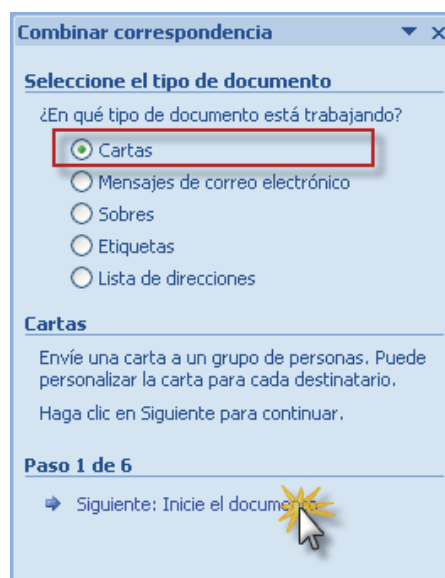 Combinar correspondencia
Seleccione el tipo de documento
¿En qué tipo de documento está trabajando?
Cartas
Mensajes de correo electrónico
Sobres
Etiquetas
Lista de direcciones
Cartas
Envíe una carta a un grupo de personas. Puede
personalizar la carta para cada destinatario.
Haga clic en Siguiente para continuar.
Paso 1 de 6
Siguiente: Inicie el documento